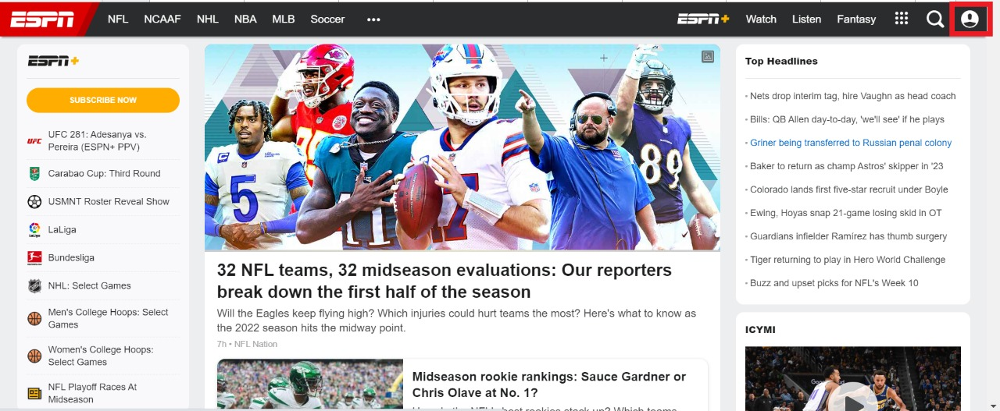 ESPN NFL NCAAF NHL NBA MLB Soccer ••• ESPN+ Watch Listen Fantasy
ESPN+
SUBSCRIBE NOW
UFC
UFC 281: Adesanya vs.
Pereira (ESPN+ PPV)
Carabao Cup: Third Round
USMNT Roster Reveal Show
LaLiga
Bundesliga
NHL: Select Games
Men's College Hoops: Select
Games
Women's College Hoops:
Select Games
NFL Playoff Races At
Midseason
5
11
17
89
32 NFL teams, 32 midseason evaluations: Our reporters
break down the first half of the season
Will the Eagles keep flying high? Which injuries could hurt teams the most? Here's what to know as
the 2022 season hits the midway point.
7h • NFL Nation
Midseason rookie rankings: Sauce Gardner or
Chris Olave at No. 1?
Top Headlines
• Nets drop interim tag, hire Vaughn as head coach
• Bills: QB Allen day-to-day, 'we'll see' if he plays
• Griner being transferred to Russian penal colony
• Baker to return as champ Astros' skipper in '23
• Colorado lands first five-star recruit under Boyle
• Ewing, Hoyas snap 21-game losing skid in OT
• Guardians infielder Ramírez has thumb surgery
• Tiger returning to play in Hero World Challenge
• Buzz and upset picks for NFL's Week 10
ICYMI